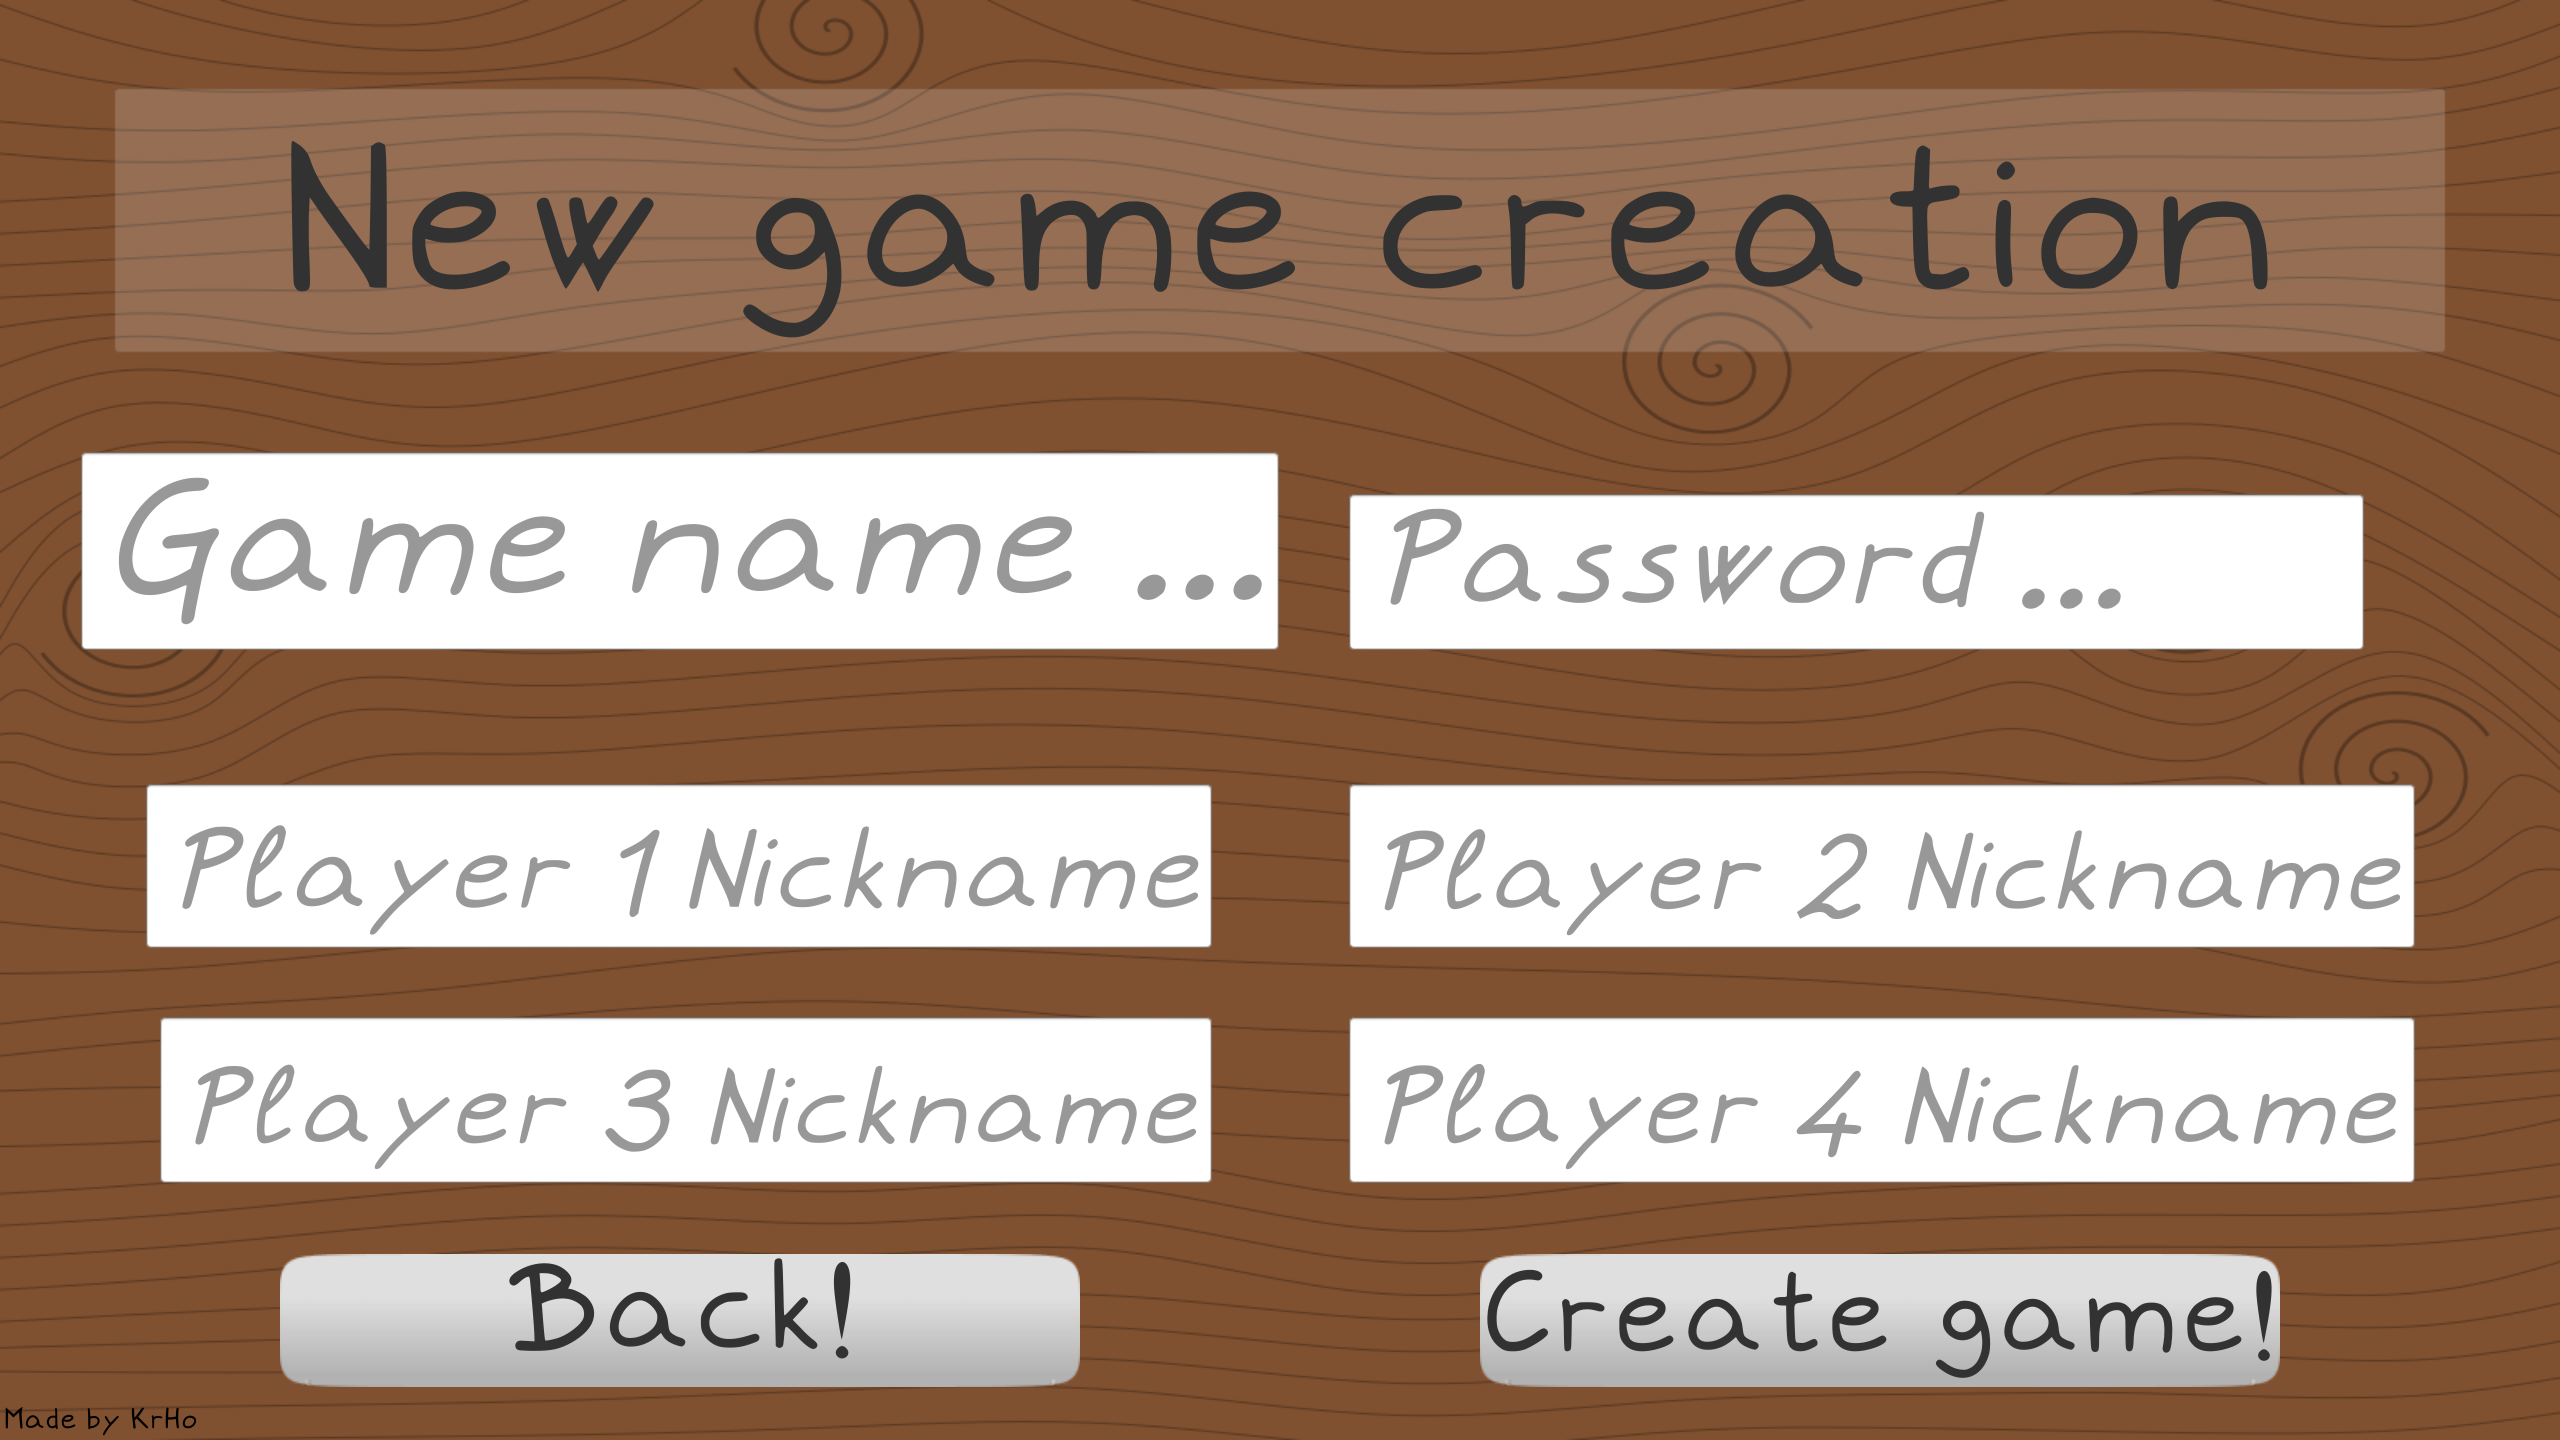 New game creation
Game name ...
Password ...
Player 1 Nickname
Player 2 Nickname
Player 3 Nickname
Player 4 Nickname
Back!
Create game!
Made by KrHo